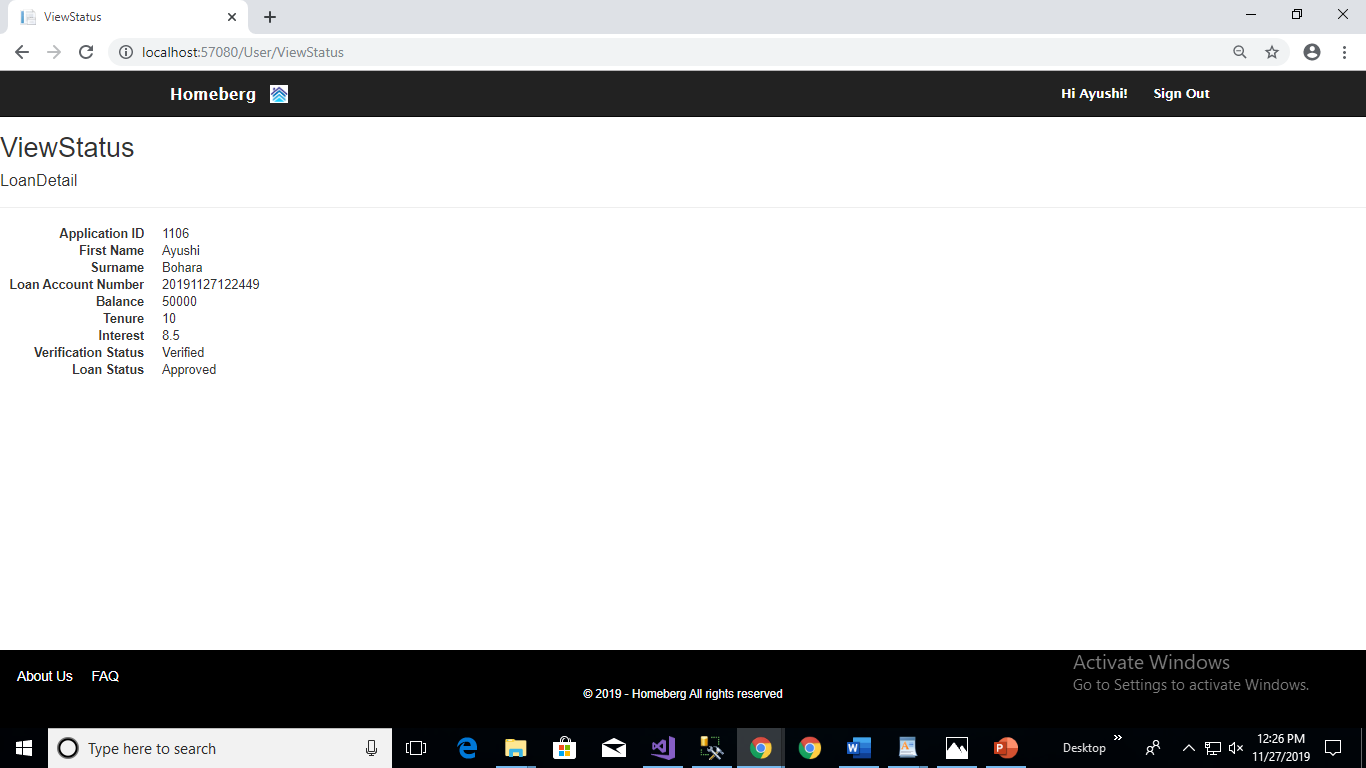 ViewStatus
localhost:57080/User/ViewStatus
Homeberg Hi Ayushi! Sign Out
ViewStatus
LoanDetail
Application ID 1106
First Name Ayushi
Surname Bohara
Loan Account Number 20191127122449
Balance 50000
Tenure 10
Interest 8.5
Verification Status Verified
Loan Status Approved
About Us FAQ
© 2019 - Homeberg All rights reserved
Activate Windows
Go to Settings to activate Windows.
Type here to search
Desktop
12:26 PM
11/27/2019